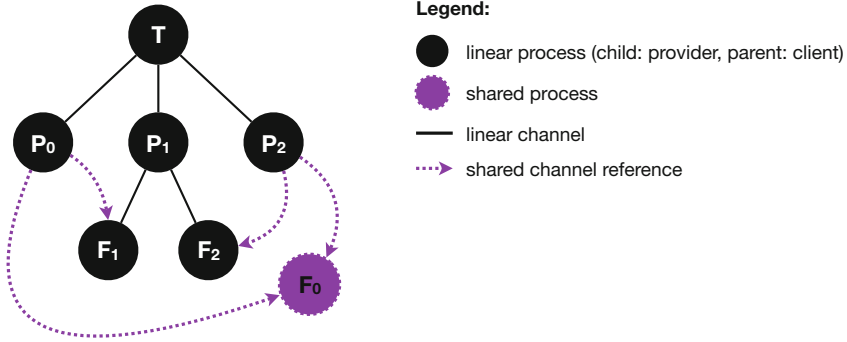 T
P₀
P₁
P₂
F₁
F₂
F₀
Legend:
linear process (child: provider, parent: client)
shared process
linear channel
shared channel reference